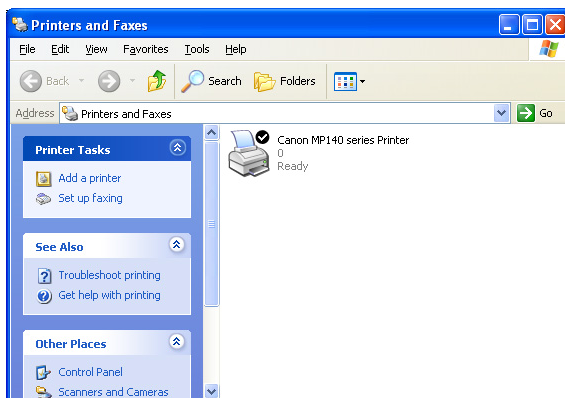 Printers and Faxes
File Edit View Favorites Tools Help
Back Search Folders
Address Printers and Faxes Go
Printer Tasks
Add a printer
Set up faxing
See Also
Troubleshoot printing
Get help with printing
Other Places
Control Panel
Scanners and Cameras
Canon MP140 series Printer
0
Ready